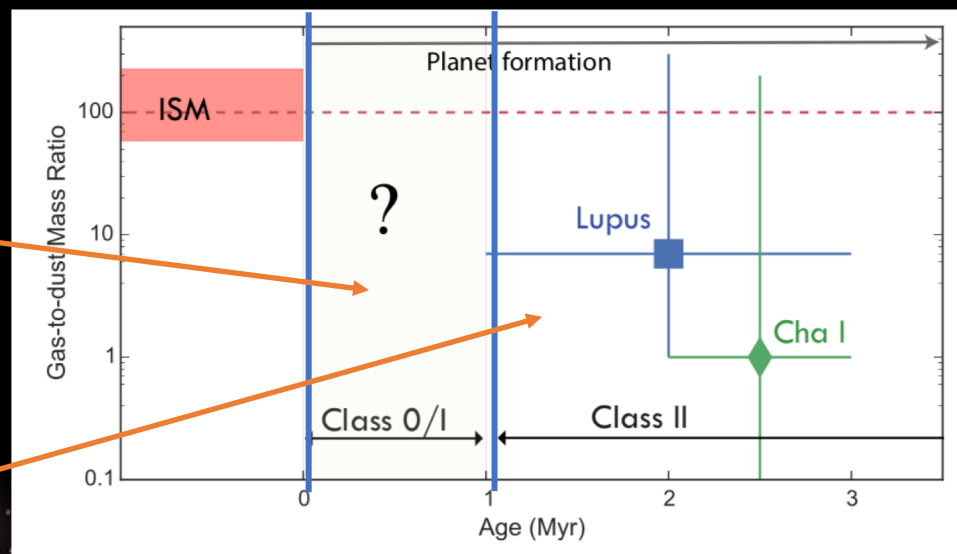 Planet formation
ISM
100
?
10
Lupus
1
Cha I
Class 0/I
Class II
0.1
0
1
2
3
Age (Myr)
Gas-to-dust Mass Ratio